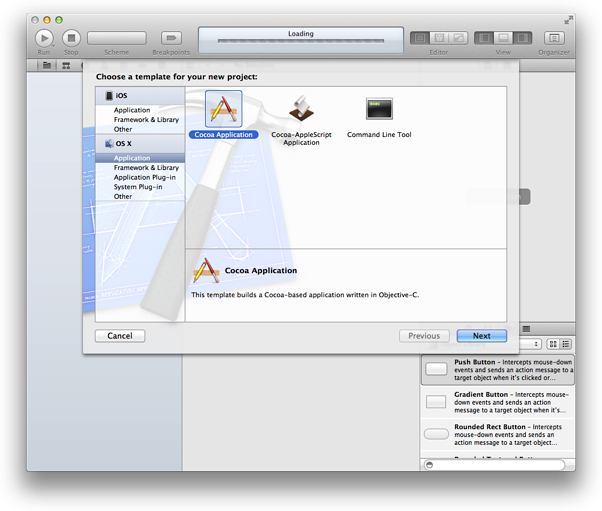 Loading
Run
Stop
Scheme
Breakpoints
Editor
View
Organizer
Choose a template for your new project:
iOS
Application
Framework & Library
Other
OS X
Application
Framework & Library
Application Plug-in
System Plug-in
Other
Cocoa Application
Cocoa-AppleScript
Application
Command Line Tool
Cocoa Application
This template builds a Cocoa-based application written in Objective-C.
Cancel
Previous
Next
Push Button - Intercepts mouse-down
events and sends an action message to a
target object when it's clicked or...
Gradient Button - Intercepts mouse-
down events and sends an action
message to a target object when it's...
Rounded Rect Button - Intercepts
mouse-down events and sends an
action message to a target object...